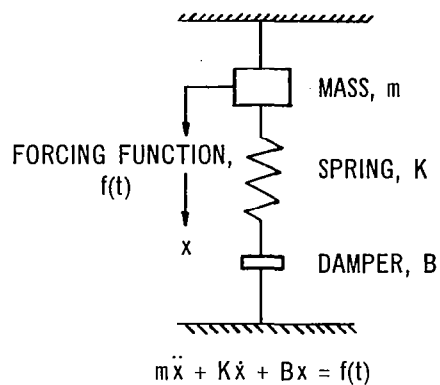 MASS, m
FORCING FUNCTION,
f(t)
SPRING, K
x
DAMPER, B
mẍ + Kẋ + Bx = f(t)